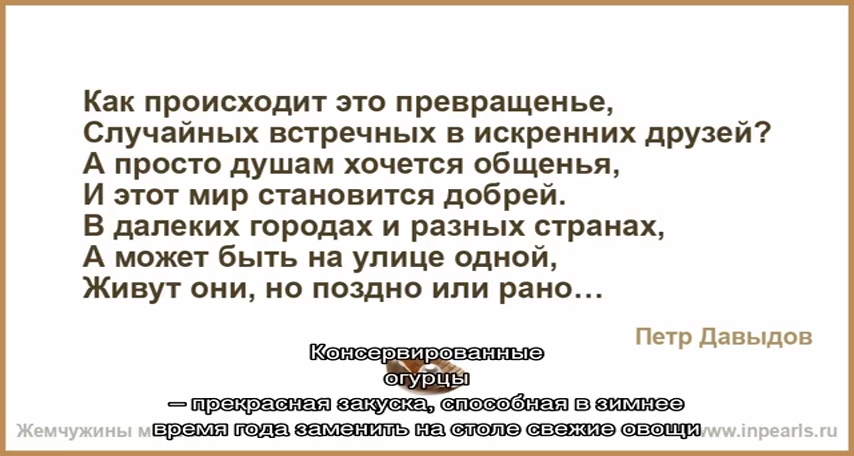 Как происходит это превращенье,
Случайных встречных в искренних друзей?
А просто душам хочется общенья,
И этот мир становится добрей.
В далеких городах и разных странах,
А может быть на улице одной,
Живут они, но поздно или рано…
Петр Давыдов
Консервированные
огурцы
– прекрасная закуска, способная в зимнее
время года заменить на столе свежие овощи
Жемчужины
www.inpearls.ru